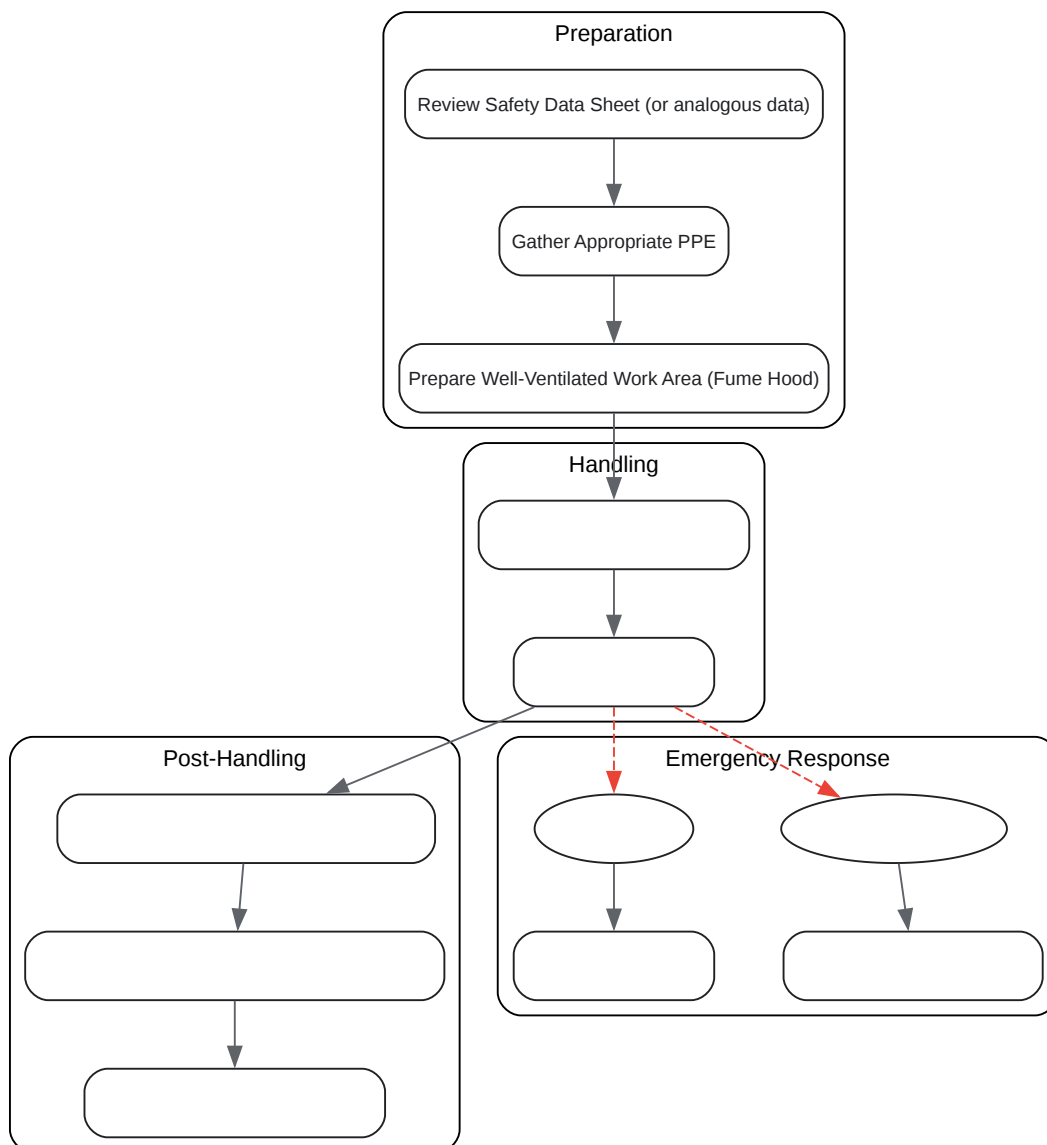 Preparation
Review Safety Data Sheet (or analogous data)
Gather Appropriate PPE
Prepare Well-Ventilated Work Area (Fume Hood)
Handling
Post-Handling
Emergency Response